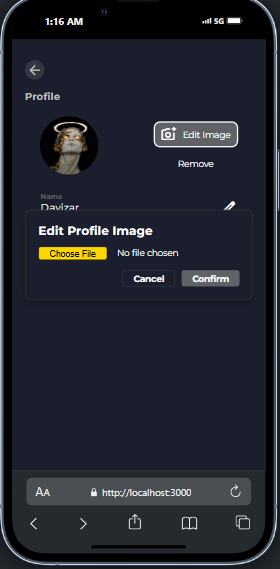 1:16 AM
5G
Profile
Edit Image
Remove
Name
Davizar
Edit Profile Image
Choose File No file chosen
Cancel Confirm
AA http://localhost:3000